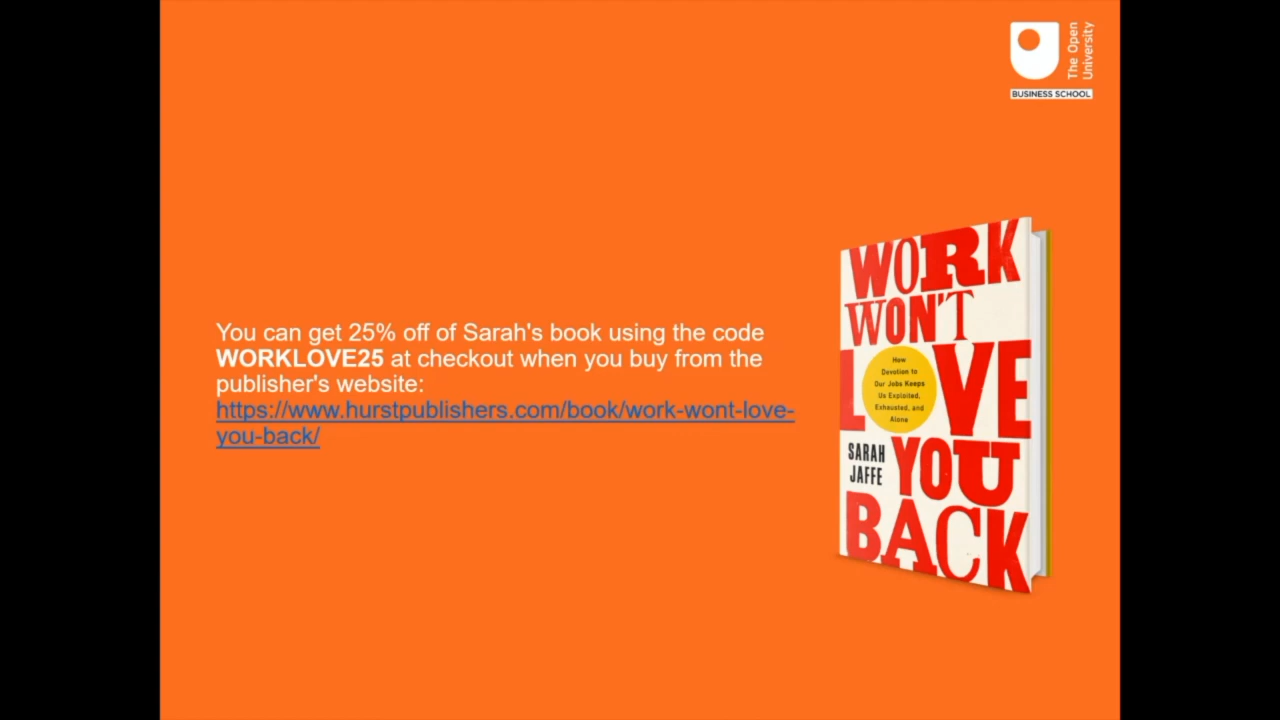 The Open
University
BUSINESS SCHOOL
You can get 25% off of Sarah's book using the code
WORKLOVE25 at checkout when you buy from the
publisher's website:
https://www.hurstpublishers.com/book/work-wont-love-
you-back/
WORK
WON'T
LOVE
How
Devotion to
Our Jobs Keeps
Us Exploited,
Exhausted, and
Alone
SARAH
JAFFE
YOU
BACK